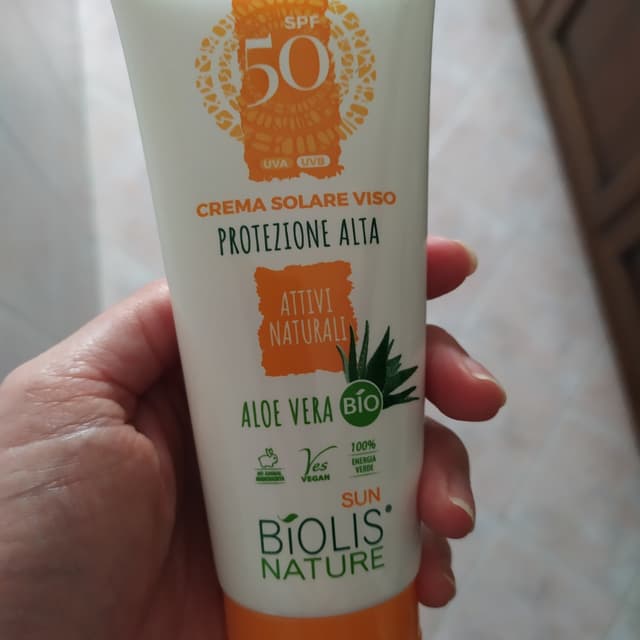 SPF
50
UVA UVB
CREMA SOLARE VISO
PROTEZIONE ALTA
ATTIVI
NATURALI
ALOE VERA BIO
Yes
VEGAN
100%
ENERGIA
VERDE
SUN
BiOLiS®
NATURE